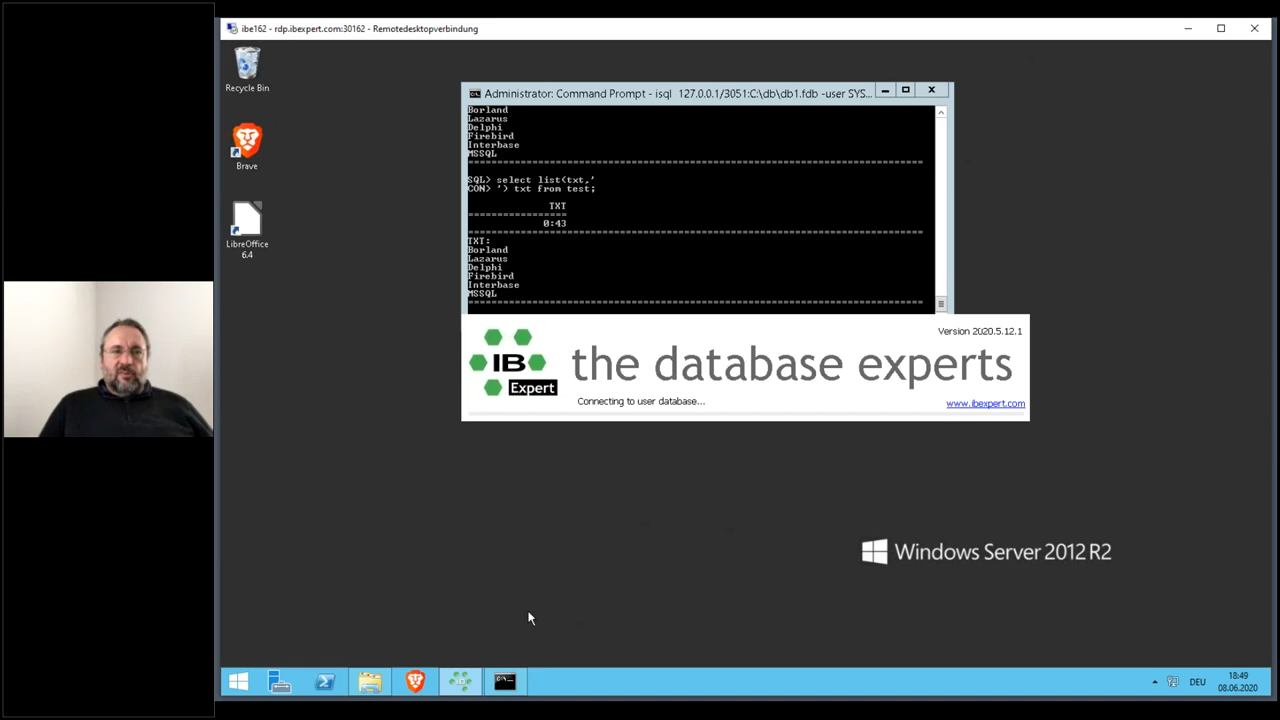 ibe162 - rdp.ibexpert.com:30162 - Remotedesktopverbindung
Recycle Bin
Brave
LibreOffice
6.4
Administrator: Command Prompt - isql 127.0.0.1/3051:C:\db\db1.fdb -user SYS...
Borland
Lazarus
Delphi
Firebird
Interbase
MSSQL
===============================================================================
SQL> select list(txt,'
CON> ') txt from test;
TXT
=================
0:43
===============================================================================
TXT:
Borland
Lazarus
Delphi
Firebird
Interbase
MSSQL
===============================================================================
Version 2020.5.12.1
IB
Expert
the database experts
Connecting to user database...
www.ibexpert.com
Windows Server 2012 R2
DEU
18:49
08.06.2020